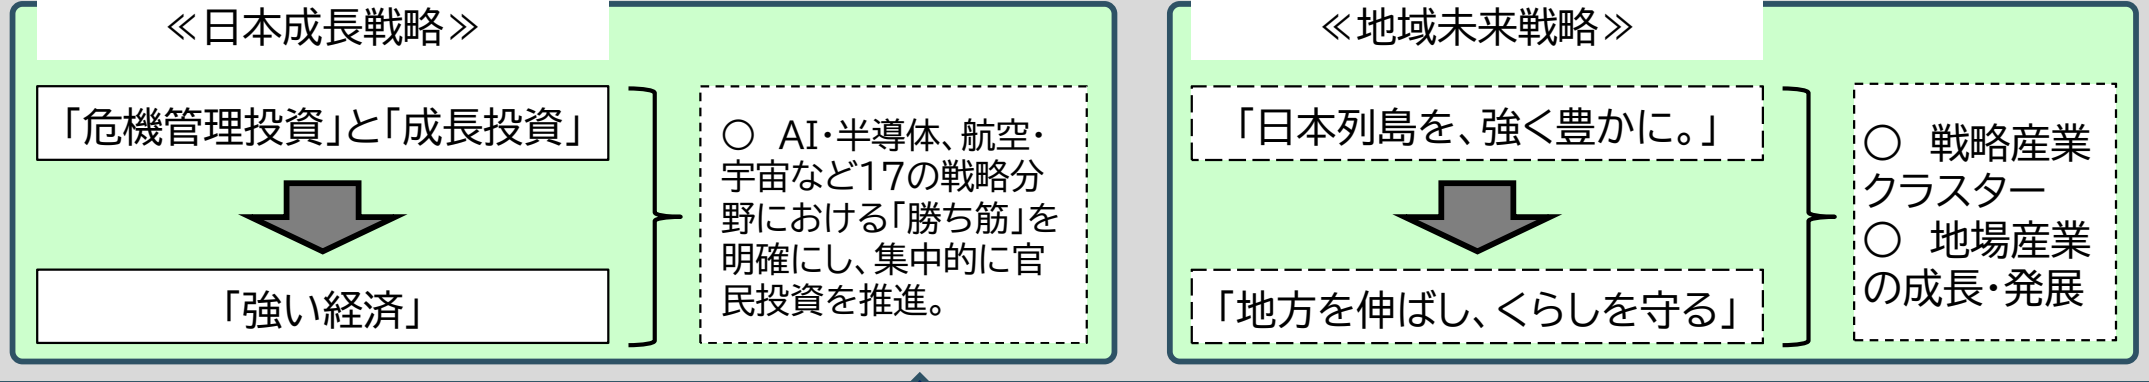 ≪日本成長戦略≫
「危機管理投資」と「成長投資」
「強い経済」
○　AI・半導体、航空・
宇宙など17の戦略分
野における「勝ち筋」を
明確にし、集中的に官
民投資を推進。
≪地域未来戦略≫
「日本列島を、強く豊かに。」
「地方を伸ばし、くらしを守る」
○　戦略産業
クラスター
○　地場産業
の成長・発展